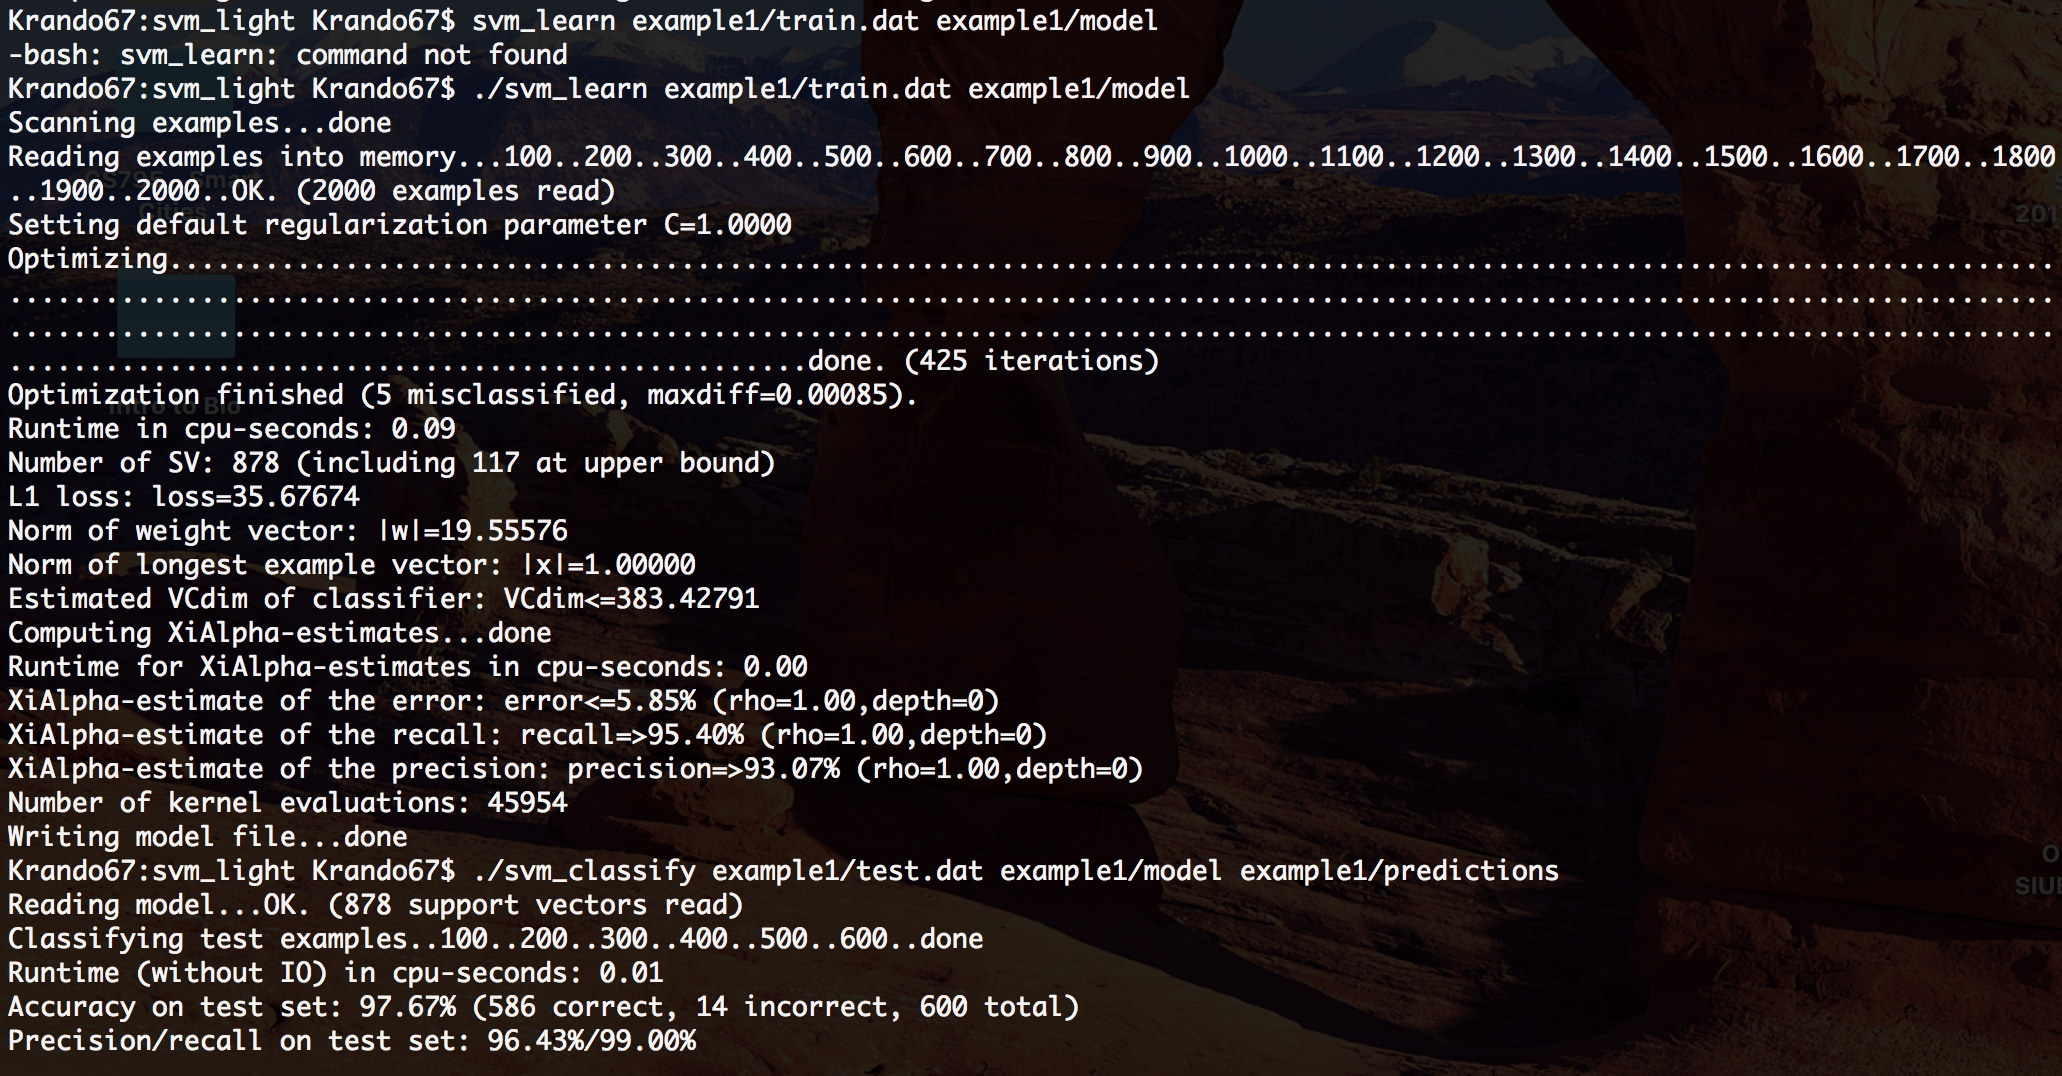 Krando67:svm_light Krando67$ svm_learn example1/train.dat example1/model
-bash: svm_learn: command not found
Krando67:svm_light Krando67$ ./svm_learn example1/train.dat example1/model
Scanning examples...done
Reading examples into memory...100..200..300..400..500..600..700..800..900..1000..1100..1200..1300..1400..1500..1600..1700..1800
..1900..2000..OK. (2000 examples read)
Setting default regularization parameter C=1.0000
Optimizing......................................................................................................................
................................................................................................................................
................................................................................................................................
..................................................done. (425 iterations)
Optimization finished (5 misclassified, maxdiff=0.00085).
Runtime in cpu-seconds: 0.09
Number of SV: 878 (including 117 at upper bound)
L1 loss: loss=35.67674
Norm of weight vector: |w|=19.55576
Norm of longest example vector: |x|=1.00000
Estimated VCdim of classifier: VCdim<=383.42791
Computing XiAlpha-estimates...done
Runtime for XiAlpha-estimates in cpu-seconds: 0.00
XiAlpha-estimate of the error: error<=5.85% (rho=1.00,depth=0)
XiAlpha-estimate of the recall: recall=>95.40% (rho=1.00,depth=0)
XiAlpha-estimate of the precision: precision=>93.07% (rho=1.00,depth=0)
Number of kernel evaluations: 45954
Writing model file...done
Krando67:svm_light Krando67$ ./svm_classify example1/test.dat example1/model example1/predictions
Reading model...OK. (878 support vectors read)
Classifying test examples..100..200..300..400..500..600..done
Runtime (without IO) in cpu-seconds: 0.01
Accuracy on test set: 97.67% (586 correct, 14 incorrect, 600 total)
Precision/recall on test set: 96.43%/99.00%
Cities
Intro to Bio